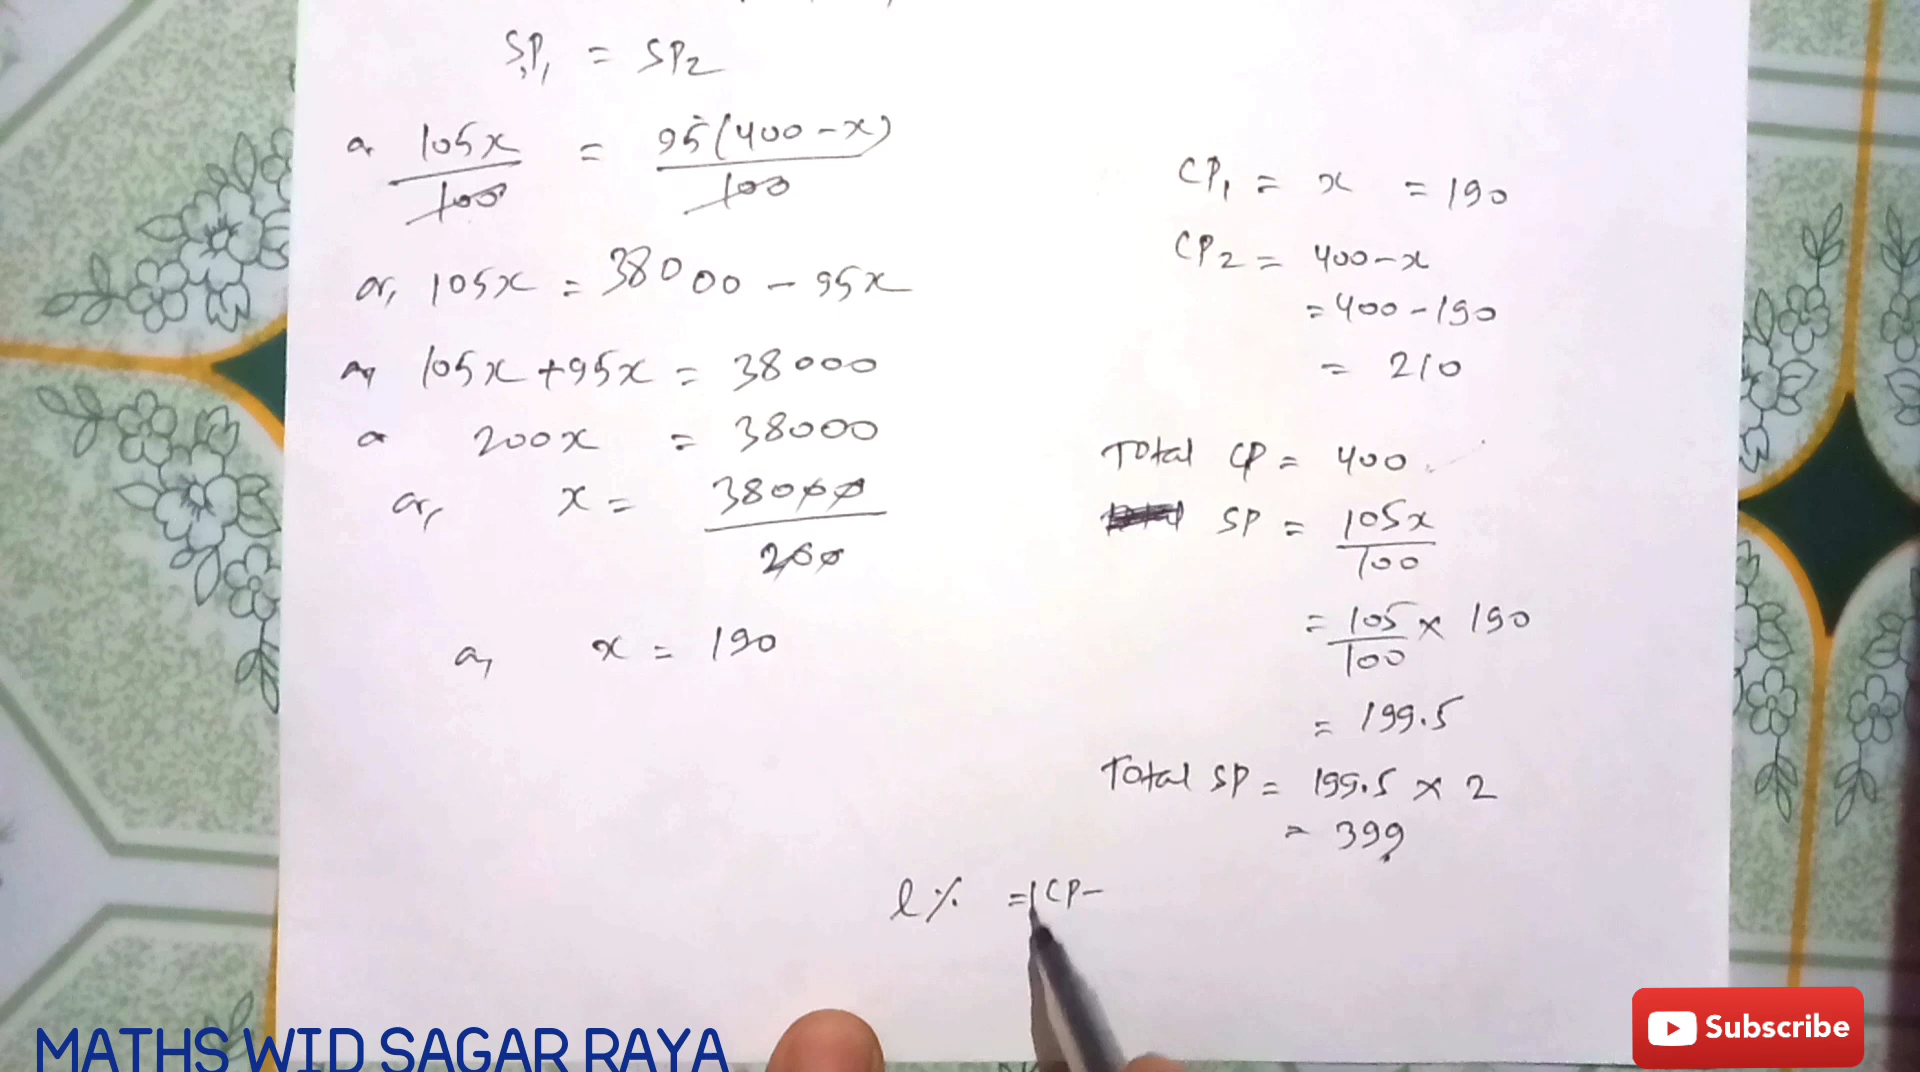 SP₁ = SP₂
or 105x/100 = 95(400-x)/100
or, 105x = 38000 - 95x
or, 105x + 95x = 38000
or 200x = 38000
or, x = 38000/200
or, x = 190
CP₁ = x = 190
CP₂ = 400-x
= 400-190
= 210
Total CP = 400
SP = 105x/100
= 105/100 × 190
= 199.5
Total SP = 199.5 × 2
= 399
l% = CP-
MATHS WID SAGAR RAYA
Subscribe